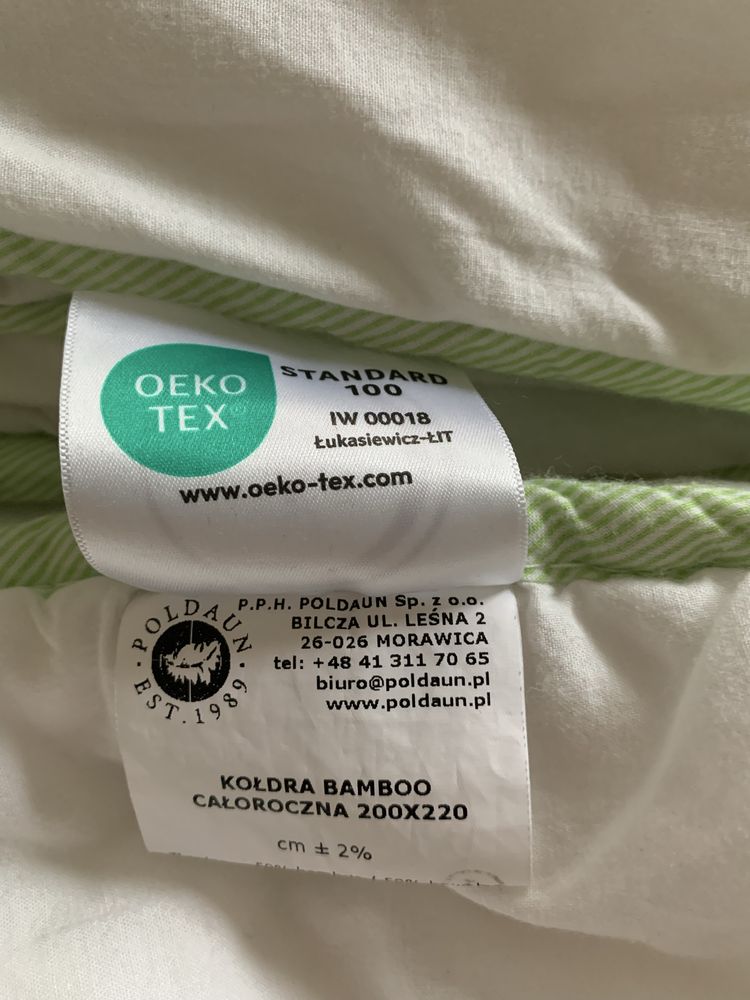 OEKO
TEX®
STANDARD
100
IW 00018
Łukasiewicz-ŁIT
www.oeko-tex.com
POLDAUN
EST. 1989
P.P.H. POLDAUN Sp. z o.o.
BILCZA UL. LEŚNA 2
26-026 MORAWICA
tel: +48 41 311 70 65
biuro@poldaun.pl
www.poldaun.pl
KOŁDRA BAMBOO
CAŁOROCZNA 200X220
cm ± 2%